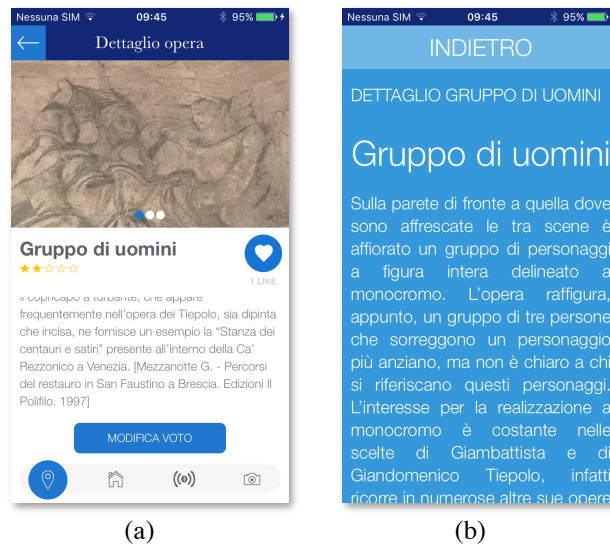 Nessuna SIM 09:45 95%
Dettaglio opera
Gruppo di uomini
1 LIKE
il copricapo a turbante, che appare
frequentemente nell'opera del Tiepolo, sia dipinta
che incisa, ne fornisce un esempio la "Stanza dei
centauri e satiri" presente all'interno della Ca'
Rezzonico a Venezia. [Mezzanotte G. - Percorsi
del restauro in San Faustino a Brescia. Edizioni Il
Polifilo. 1997]
MODIFICA VOTO
(a)
Nessuna SIM 09:45 95%
INDIETRO
DETTAGLIO GRUPPO DI UOMINI
Gruppo di uomini
Sulla parete di fronte a quella dove
sono affrescate le tra scene è
affiorato un gruppo di personaggi
a figura intera delineato a
monocromo. L'opera raffigura,
appunto, un gruppo di tre persone
che sorreggono un personaggio
più anziano, ma non è chiaro a chi
si riferiscano questi personaggi.
L'interesse per la realizzazione a
monocromo è costante nelle
scelte di Giambattista e di
Giandomenico Tiepolo, infatti
ricorre in numerose altre sue opere
(b)